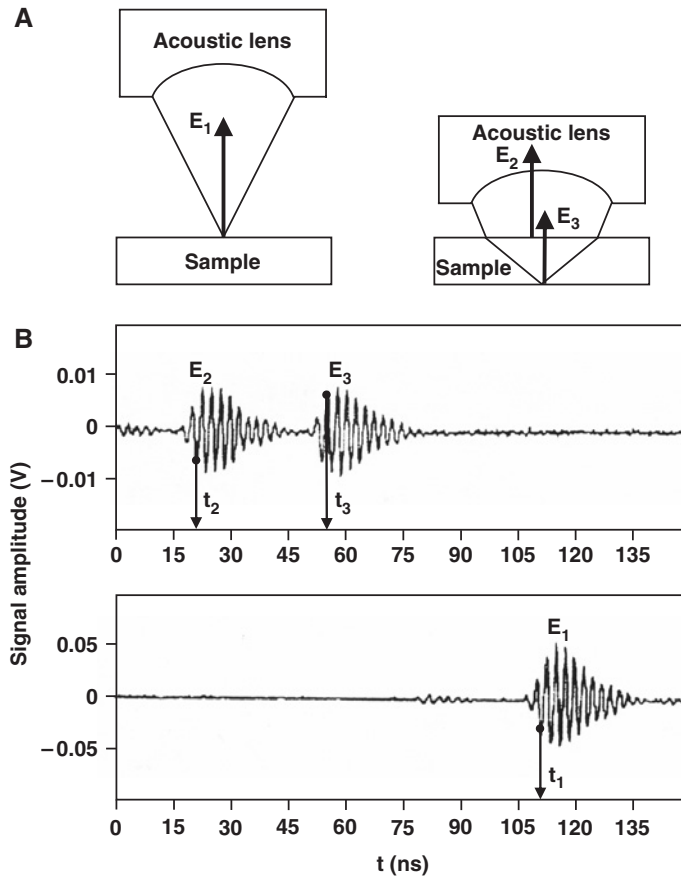 A
Acoustic lens
E₁
Sample
Acoustic lens
E₂
E₃
Sample
B
Signal amplitude (V)
0.01
0
−0.01
E₂
E₃
t₂
t₃
0 15 30 45 60 75 90 105 120 135
0.05
0
−0.05
E₁
t₁
0 15 30 45 60 75 90 105 120 135
t (ns)